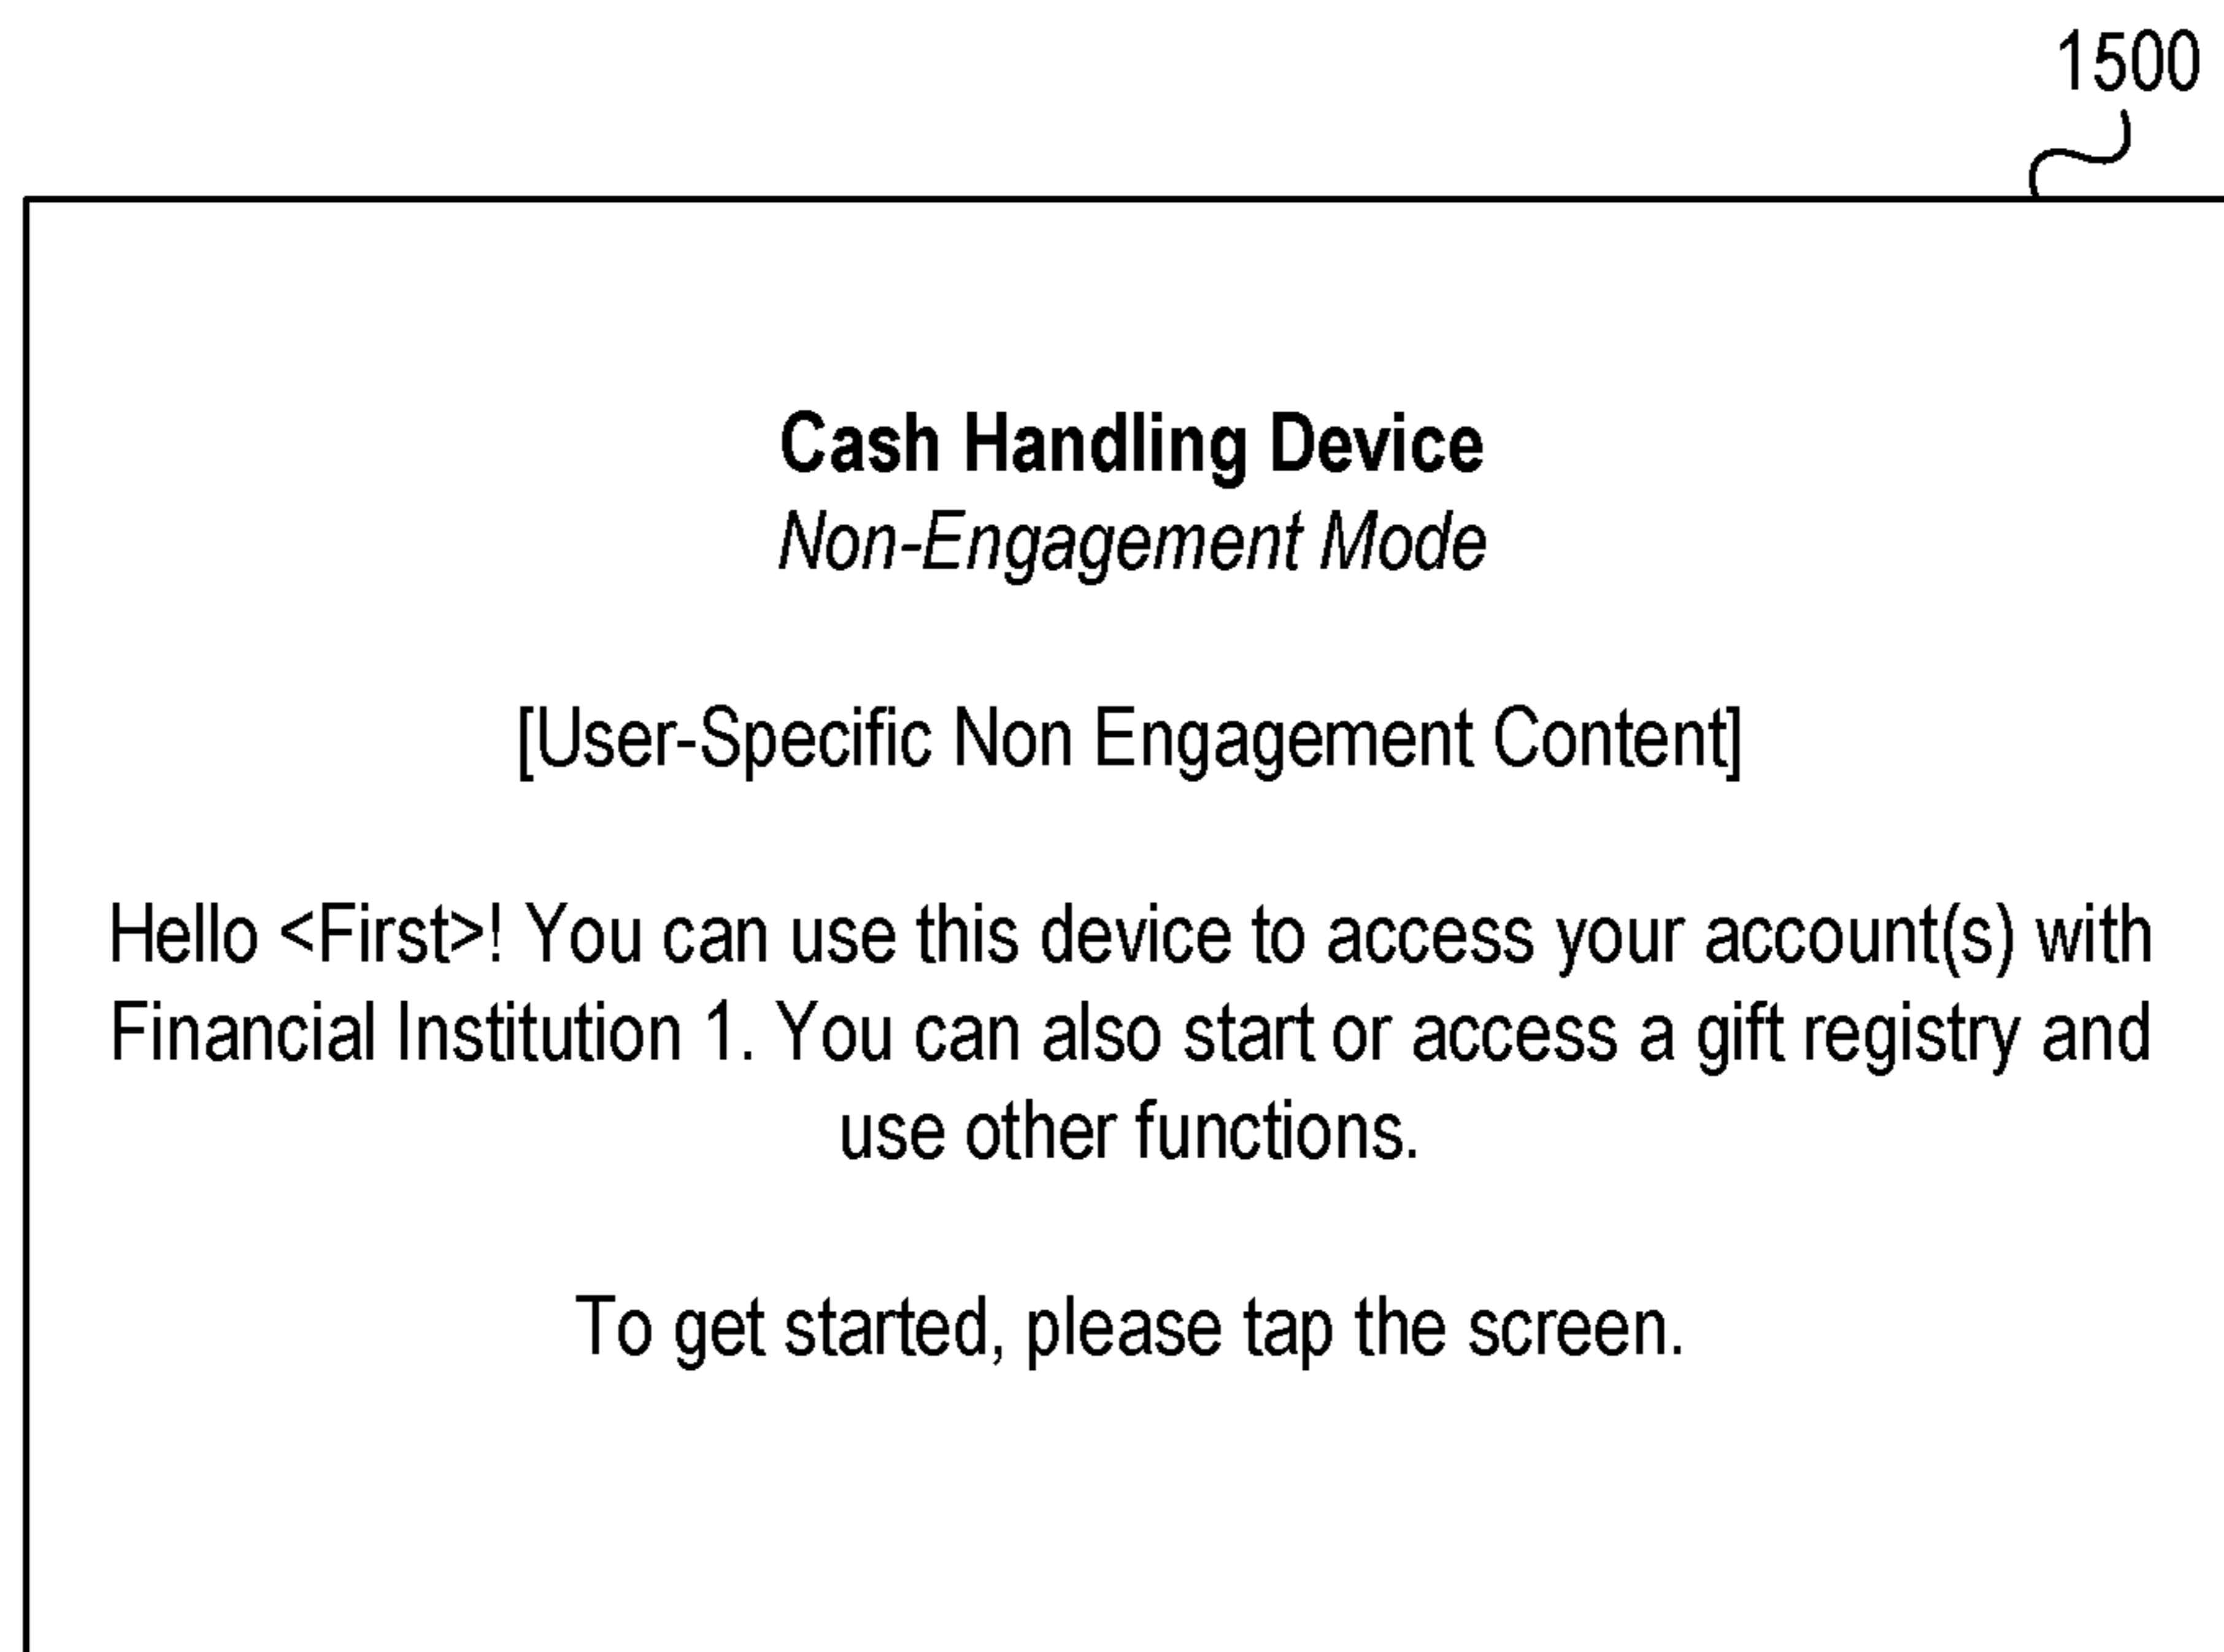 1500
Cash Handling Device
Non-Engagement Mode
[User-Specific Non Engagement Content]
Hello <First>! You can use this device to access your account(s) with
Financial Institution 1. You can also start or access a gift registry and
use other functions.
To get started, please tap the screen.